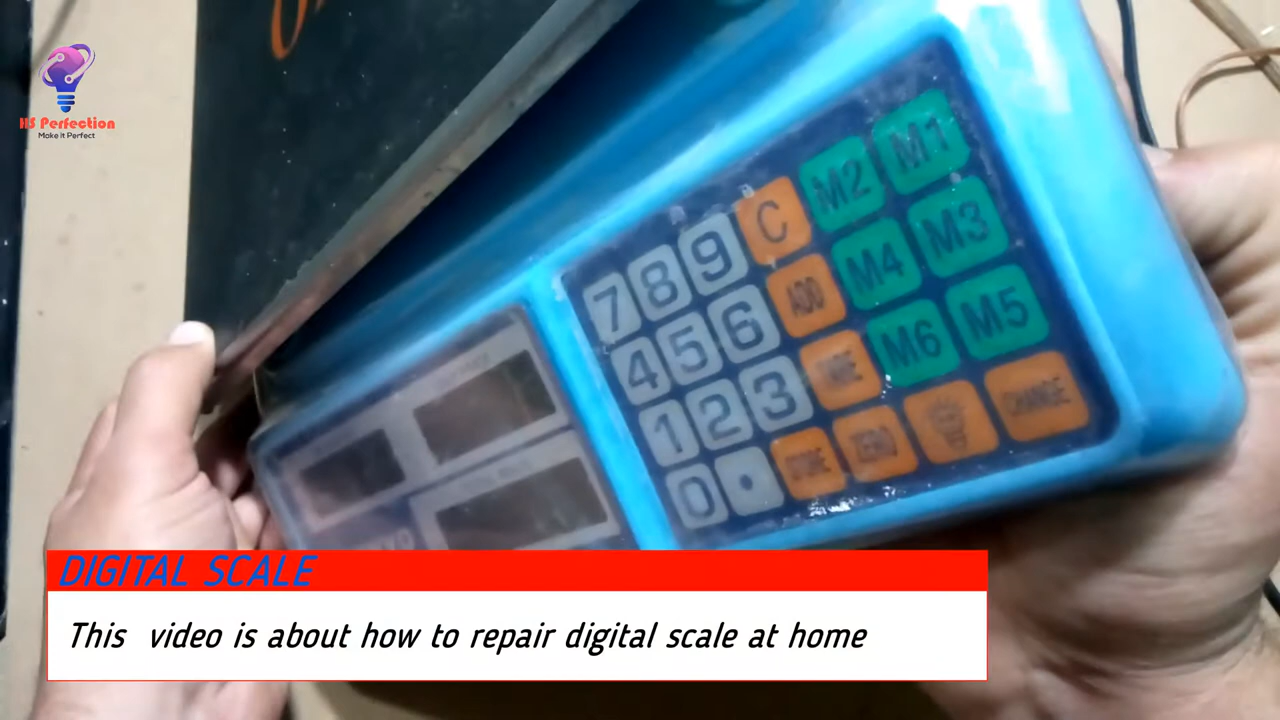 HS Perfection
Make it Perfect
M1
M2
C
9
8
7
M3
M4
ADD
6
5
4
M5
M6
3
2
1
CHANGE
ZERO
.
0
DIGITAL SCALE
This video is about how to repair digital scale at home